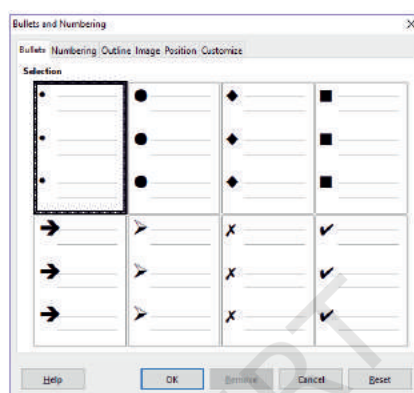 Bullets and Numbering
Bullets Numbering Outline Image Position Customize
Selection
Help OK Remove Cancel Reset